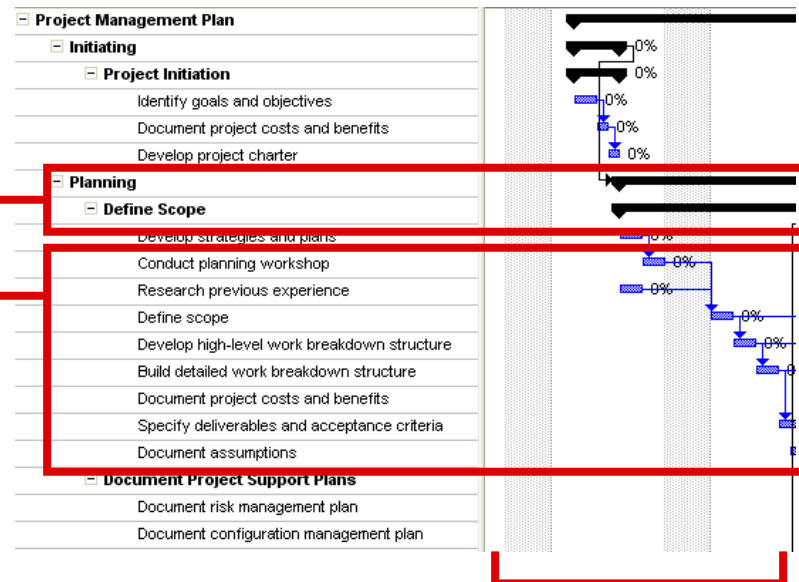 Project Management Plan
Initiating 0%
Project Initiation 0%
Identify goals and objectives 0%
Document project costs and benefits 0%
Develop project charter 0%
Planning
Define Scope
Develop strategies and plans 0%
Conduct planning workshop 0%
Research previous experience 0%
Define scope 0%
Develop high-level work breakdown structure 0%
Build detailed work breakdown structure
Document project costs and benefits
Specify deliverables and acceptance criteria
Document assumptions
Document Project Support Plans
Document risk management plan
Document configuration management plan